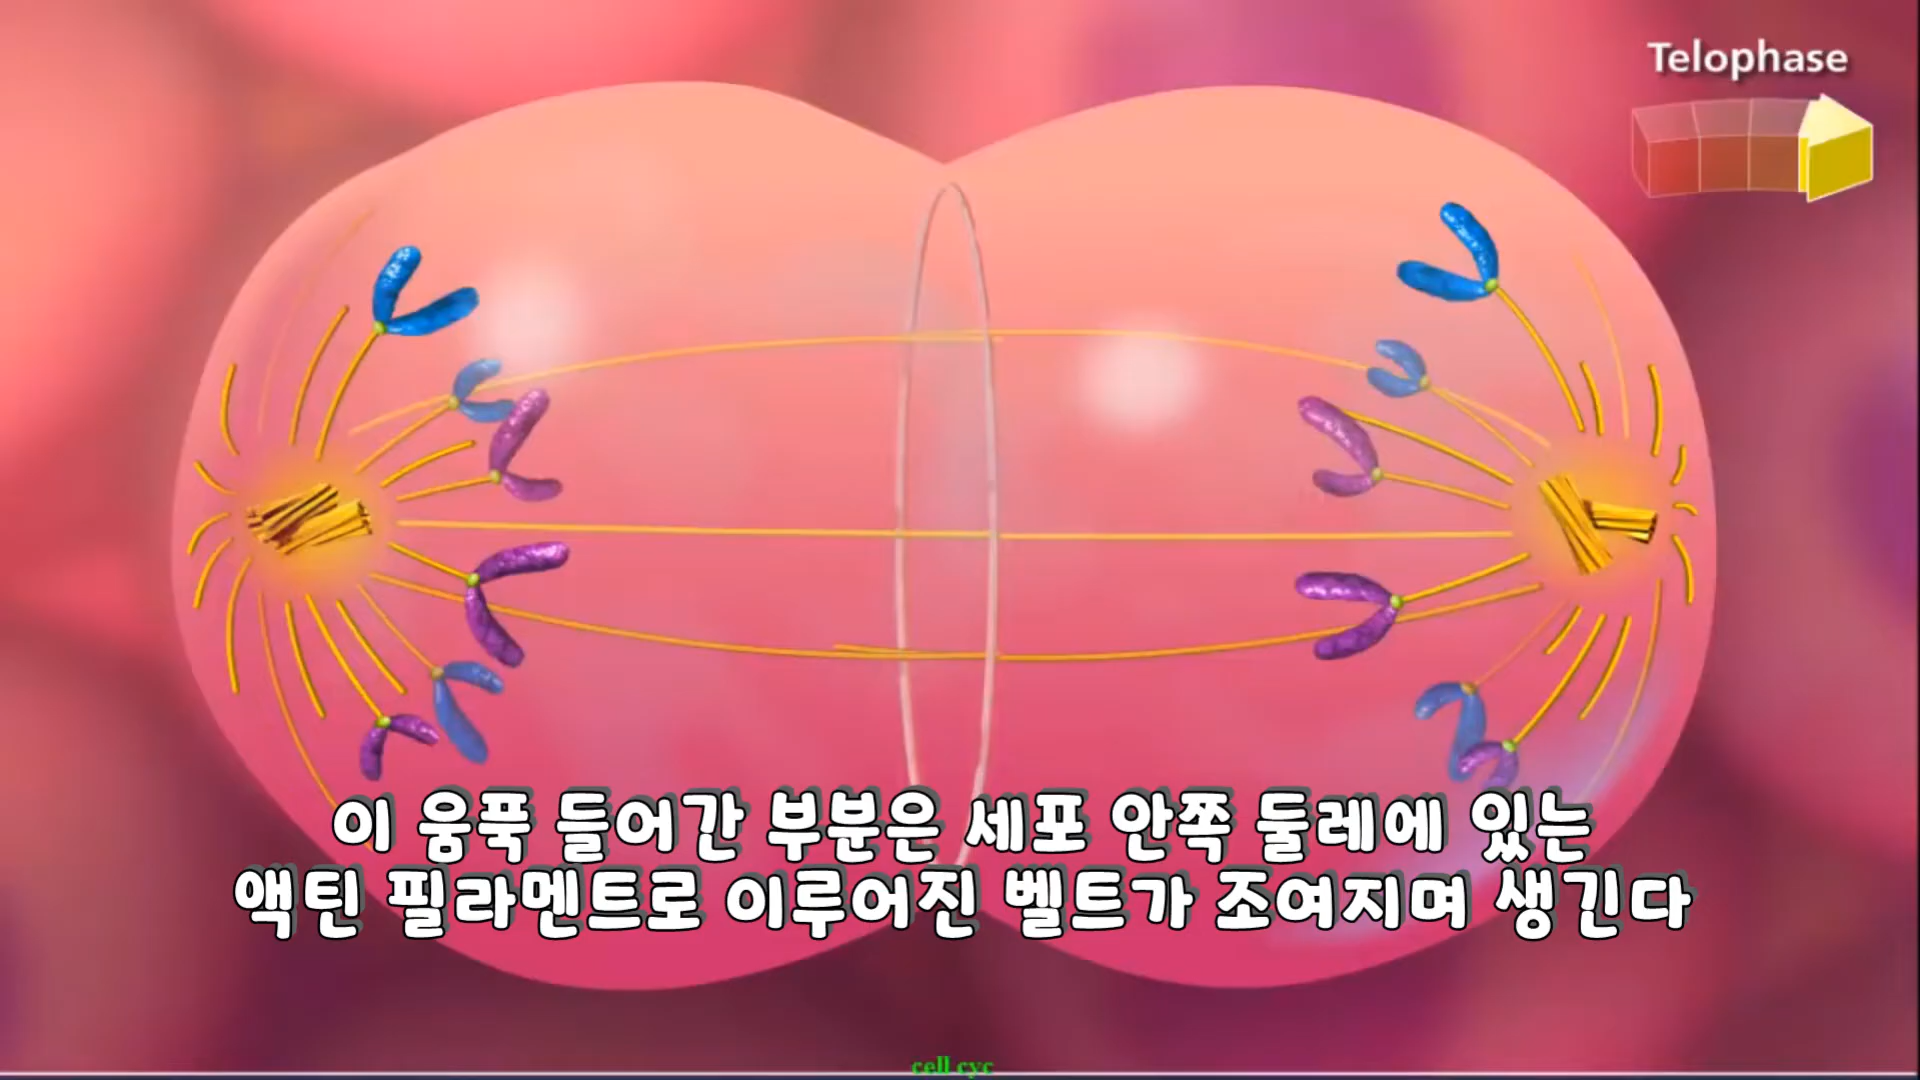 Telophase
이 움푹 들어간 부분은 세포 안쪽 둘레에 있는
액틴 필라멘트로 이루어진 벨트가 조여지며 생긴다
cell cyc